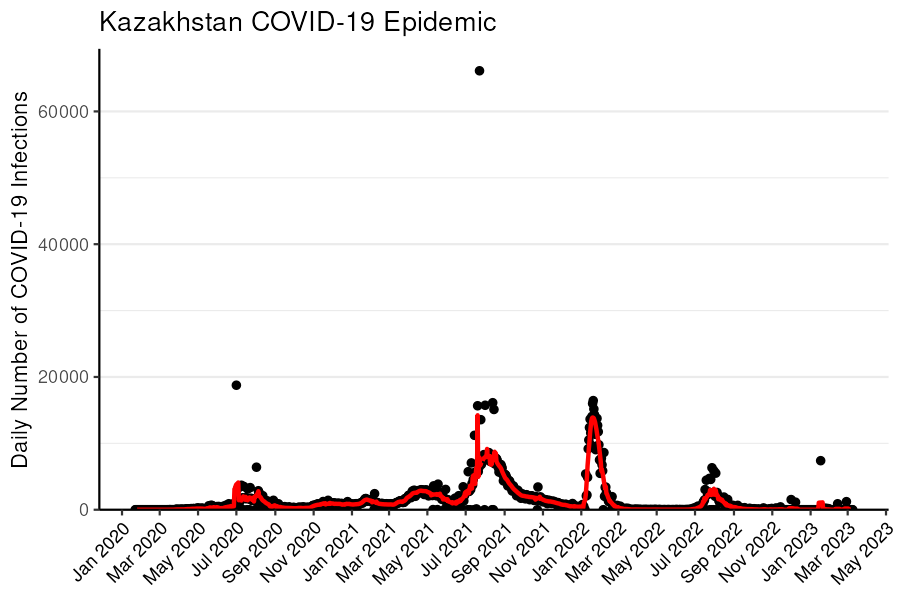 Kazakhstan COVID-19 Epidemic
Daily Number of COVID-19 Infections
60000
40000
20000
0
Jan 2020
Mar 2020
May 2020
Jul 2020
Sep 2020
Nov 2020
Jan 2021
Mar 2021
May 2021
Jul 2021
Sep 2021
Nov 2021
Jan 2022
Mar 2022
May 2022
Jul 2022
Sep 2022
Nov 2022
Jan 2023
Mar 2023
May 2023